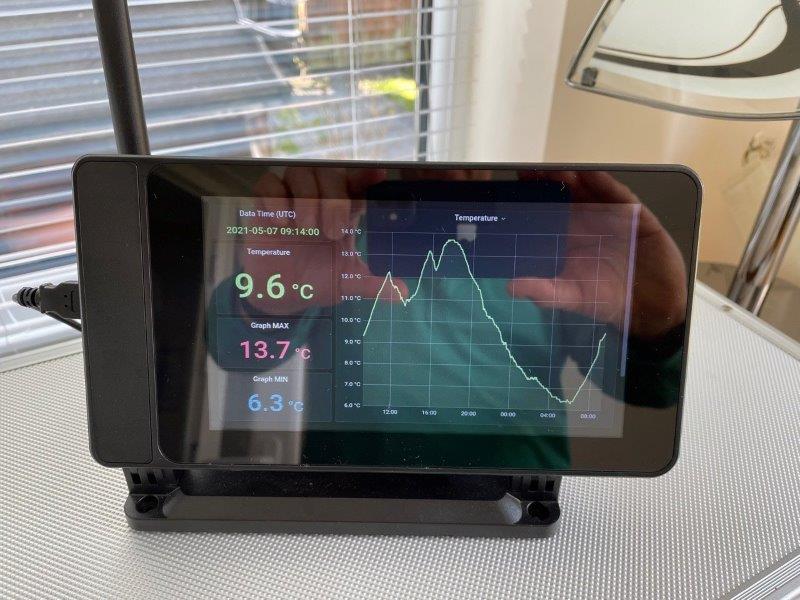 Data Time (UTC)
2021-05-07 09:14:00
Temperature
9.6 °C
Graph MAX
13.7 °C
Graph MIN
6.3 °C
Temperature
14.0 °C
13.0 °C
12.0 °C
11.0 °C
10.0 °C
9.0 °C
8.0 °C
7.0 °C
6.0 °C
12:00 16:00 20:00 00:00 04:00 08:00